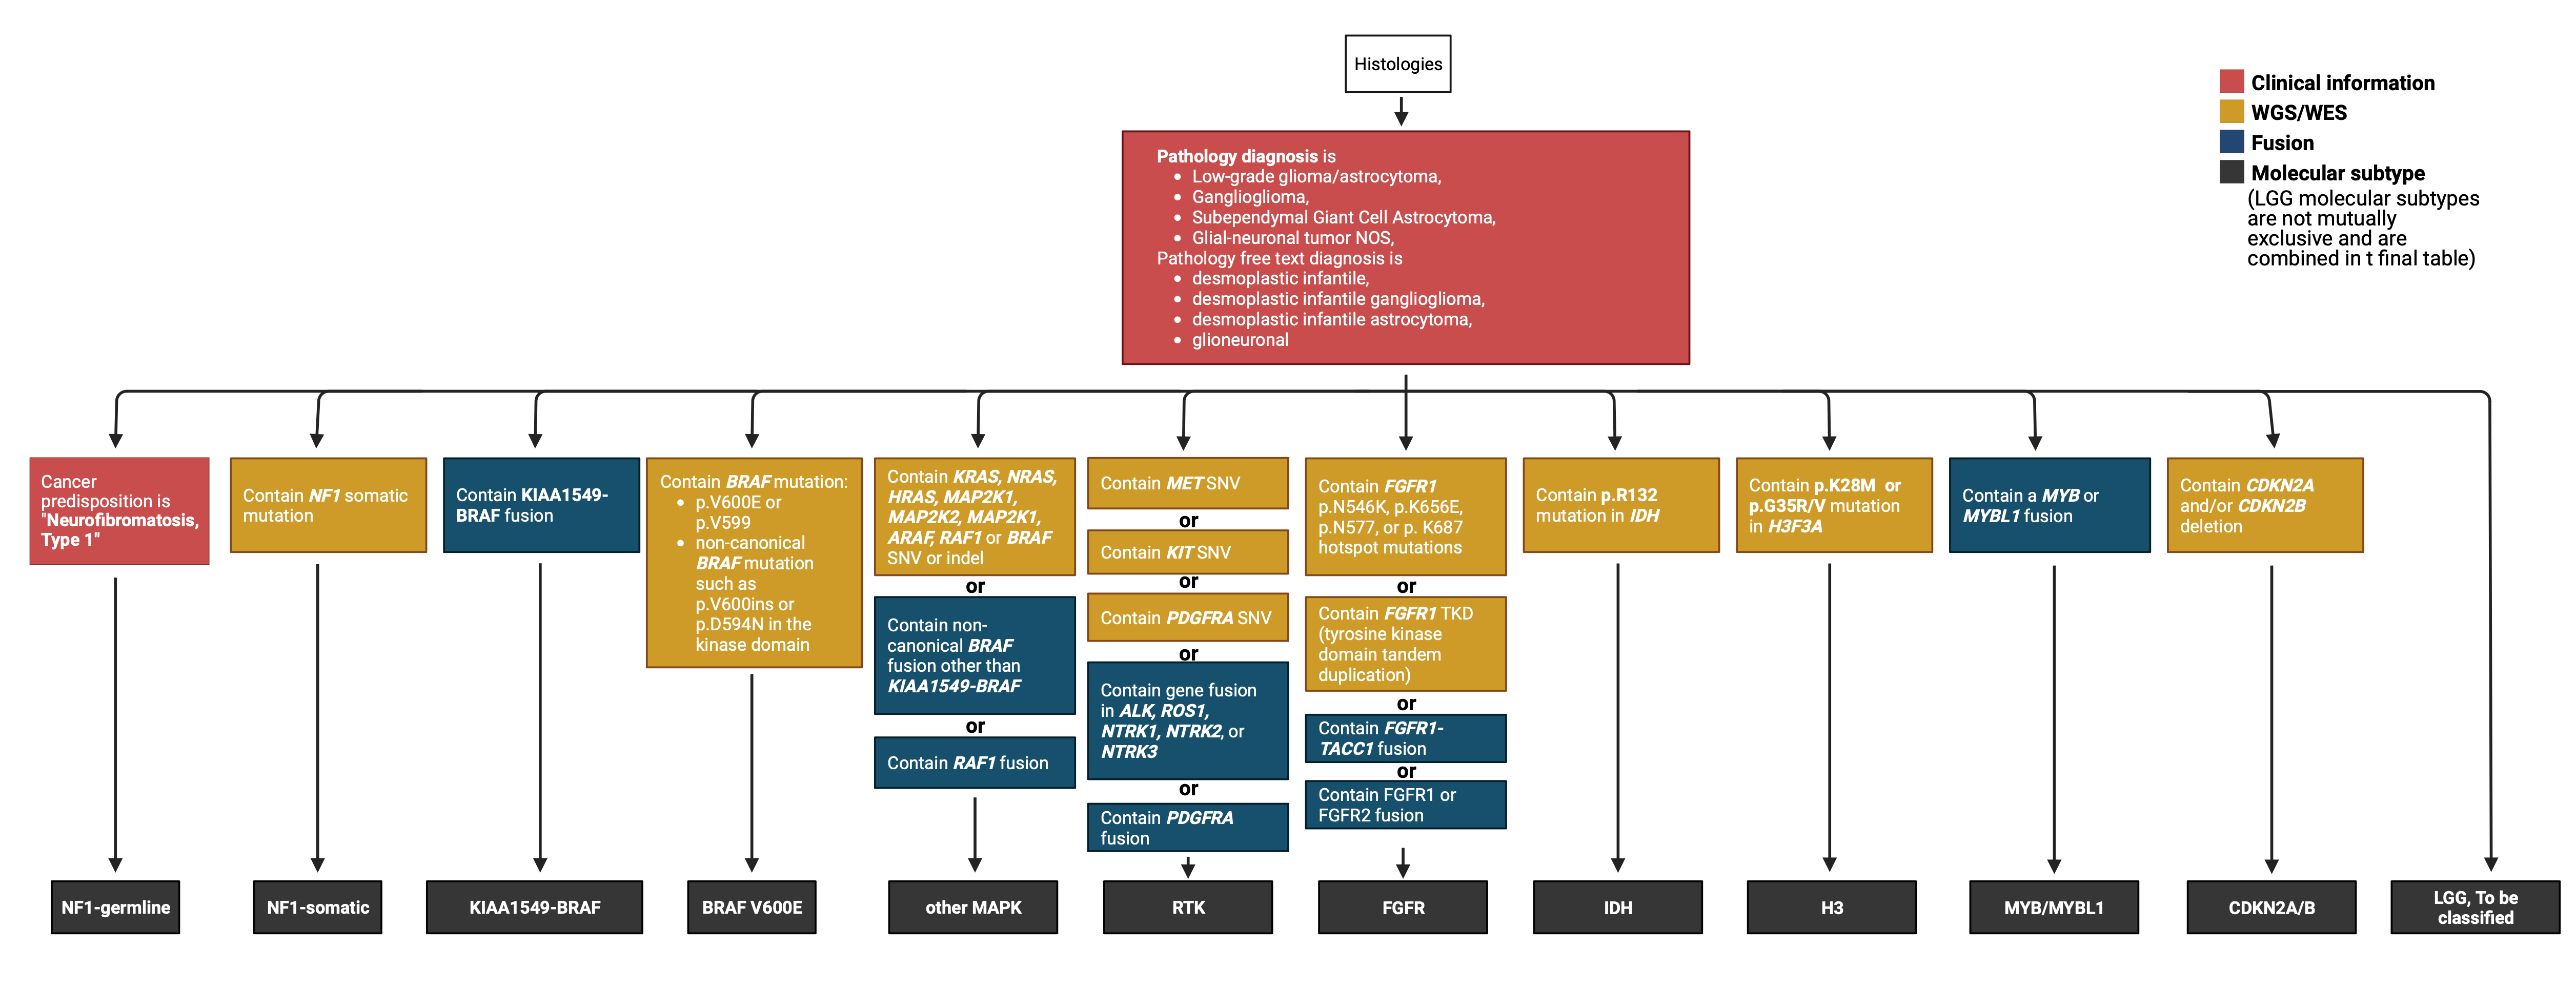 Histologies
Clinical information
WGS/WES
Fusion
Molecular subtype
(LGG molecular subtypes
are not mutually
exclusive and are
combined in t final table)
Pathology diagnosis is
• Low-grade glioma/astrocytoma,
• Ganglioglioma,
• Subependymal Giant Cell Astrocytoma,
• Glial-neuronal tumor NOS,
Pathology free text diagnosis is
• desmoplastic infantile,
• desmoplastic infantile ganglioglioma,
• desmoplastic infantile astrocytoma,
• glioneuronal
Cancer
predisposition is
"Neurofibromatosis,
Type 1"
Contain NF1 somatic
mutation
Contain KIAA1549-
BRAF fusion
Contain BRAF mutation:
• p.V600E or
p.V599
• non-canonical
BRAF mutation
such as
p.V600ins or
p.D594N in the
kinase domain
Contain KRAS, NRAS,
HRAS, MAP2K1,
MAP2K2, MAP2K1,
ARAF, RAF1 or BRAF
SNV or indel
or
Contain non-
canonical BRAF
fusion other than
KIAA1549-BRAF
or
Contain RAF1 fusion
Contain MET SNV
or
Contain KIT SNV
or
Contain PDGFRA SNV
or
Contain gene fusion
in ALK, ROS1,
NTRK1, NTRK2, or
NTRK3
or
Contain PDGFRA
fusion
Contain FGFR1
p.N546K, p.K656E,
p.N577, or p. K687
hotspot mutations
or
Contain FGFR1 TKD
(tyrosine kinase
domain tandem
duplication)
or
Contain FGFR1-
TACC1 fusion
or
Contain FGFR1 or
FGFR2 fusion
Contain p.R132
mutation in IDH
Contain p.K28M or
p.G35R/V mutation
in H3F3A
Contain a MYB or
MYBL1 fusion
Contain CDKN2A
and/or CDKN2B
deletion
NF1-germline
NF1-somatic
KIAA1549-BRAF
BRAF V600E
other MAPK
RTK
FGFR
IDH
H3
MYB/MYBL1
CDKN2A/B
LGG, To be
classified